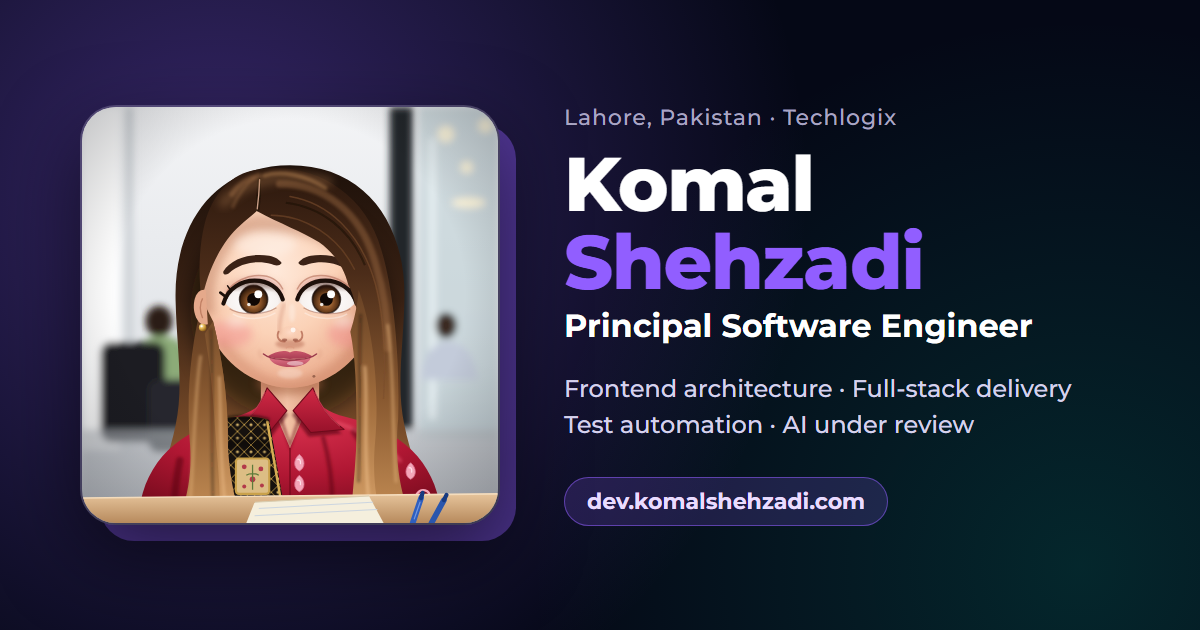 Lahore, Pakistan · Techlogix
Komal
Shehzadi
Principal Software Engineer
Frontend architecture · Full-stack delivery
Test automation · AI under review
dev.komalshehzadi.com